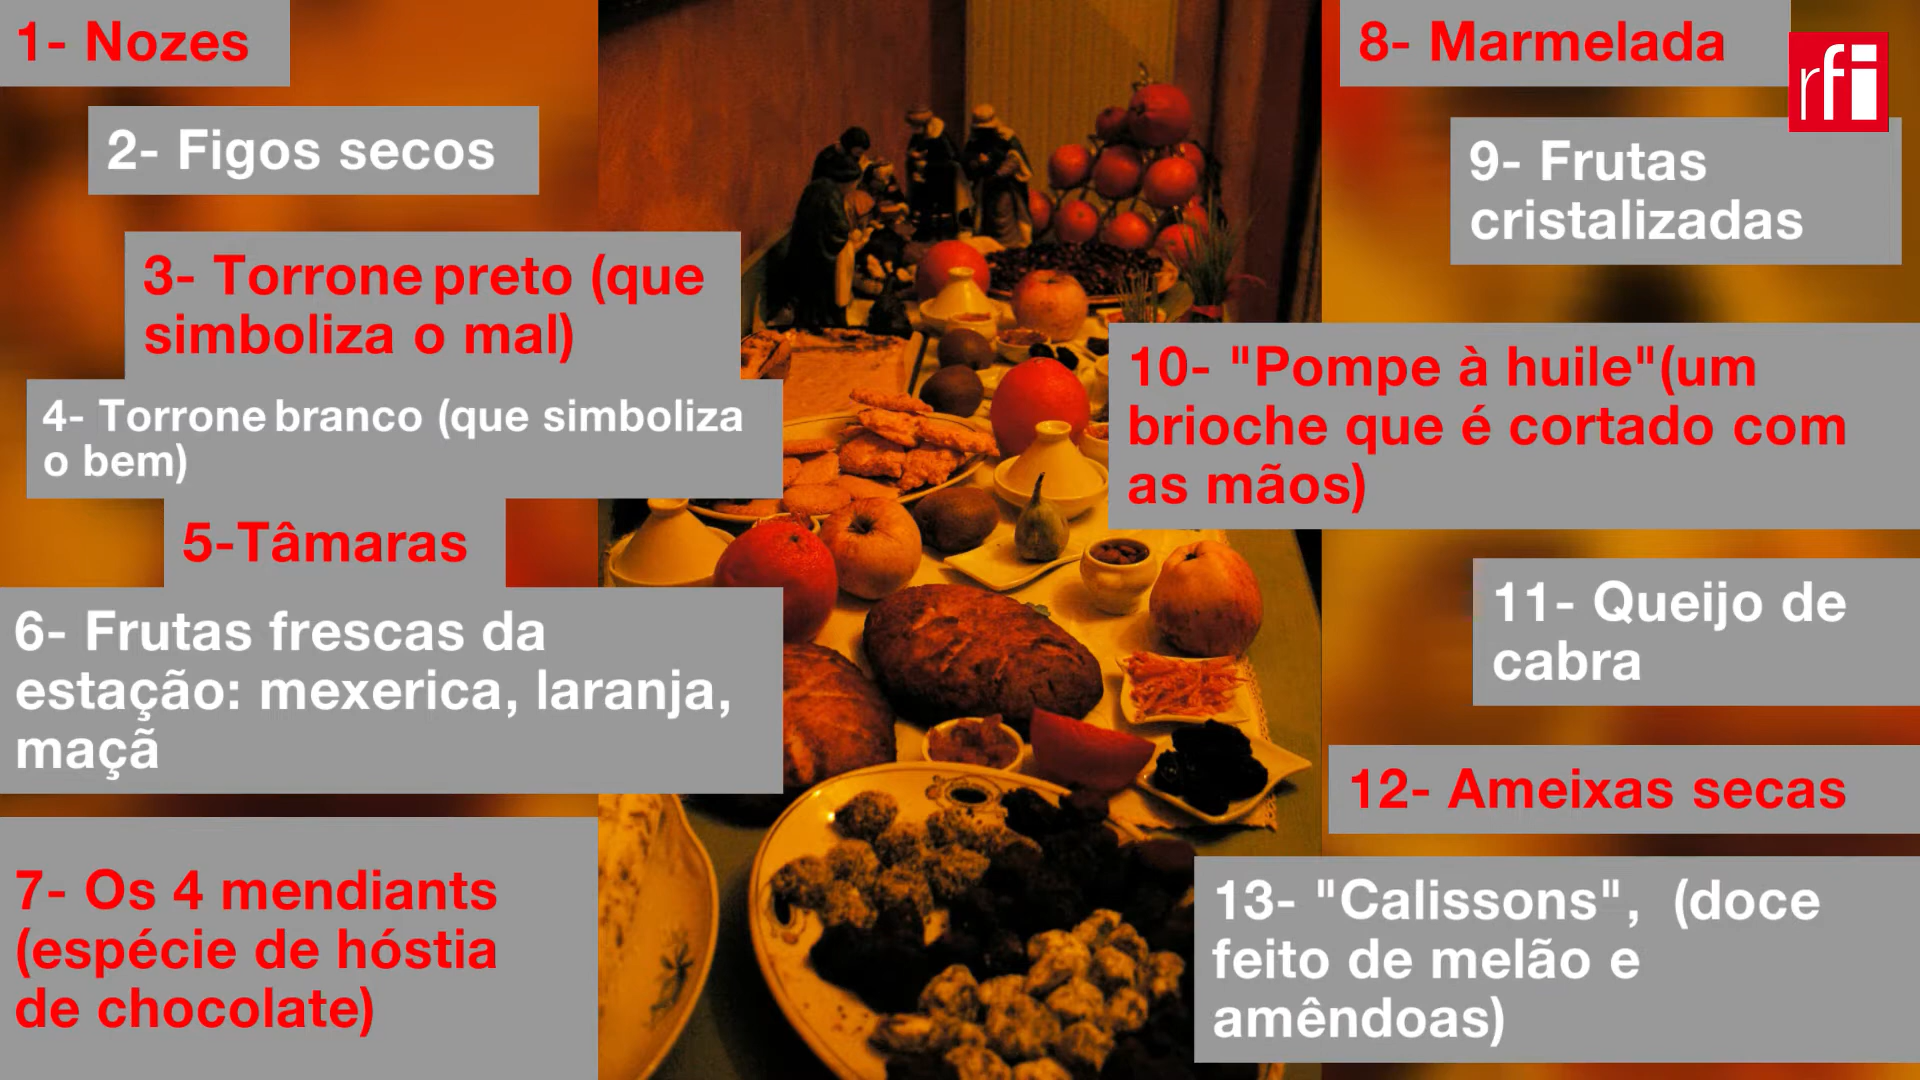 1- Nozes
2- Figos secos
3- Torrone preto (que
simboliza o mal)
4- Torrone branco (que simboliza
o bem)
5-Tâmaras
6- Frutas frescas da
estação: mexerica, laranja,
maçã
7- Os 4 mendiants
(espécie de hóstia
de chocolate)
8- Marmelada
rfi
9- Frutas
cristalizadas
10- "Pompe à huile"(um
brioche que é cortado com
as mãos)
11- Queijo de
cabra
12- Ameixas secas
13- "Calissons", (doce
feito de melão e
amêndoas)